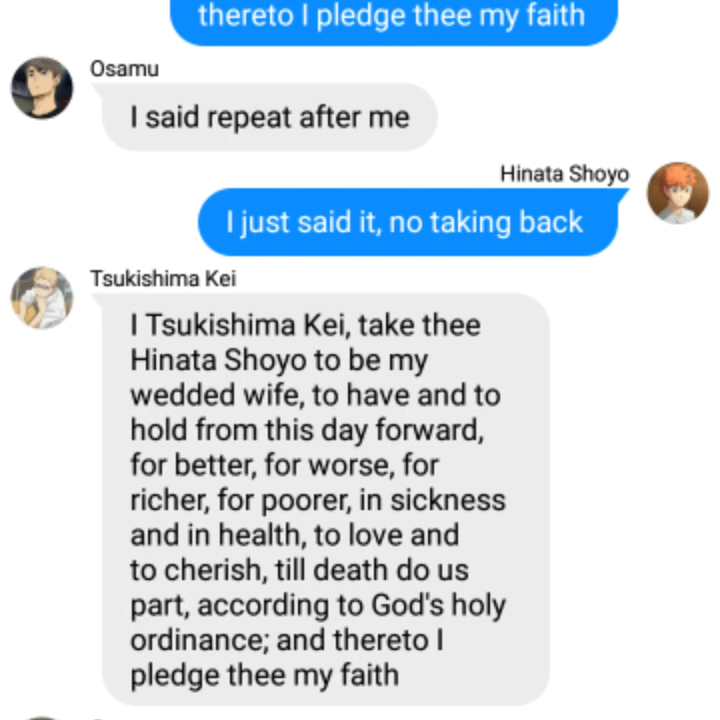 thereto I pledge thee my faith
Osamu
I said repeat after me
Hinata Shoyo
I just said it, no taking back
Tsukishima Kei
I Tsukishima Kei, take thee
Hinata Shoyo to be my
wedded wife, to have and to
hold from this day forward,
for better, for worse, for
richer, for poorer, in sickness
and in health, to love and
to cherish, till death do us
part, according to God's holy
ordinance; and thereto I
pledge thee my faith